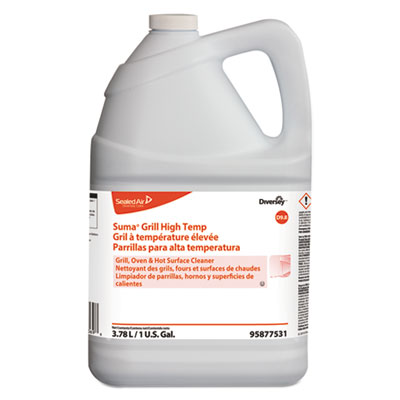 Sealed Air
Diversey™
D9.8
Suma® Grill High Temp
Gril à température élevée
Parrillas para alta temperatura
Grill, Oven & Hot Surface Cleaner
Nettoyant des grils, fours et surfaces de chaudes
Limpiador de parrillas, hornos y superficies de
calientes
3.78 L / 1 U.S. Gal.
95877531